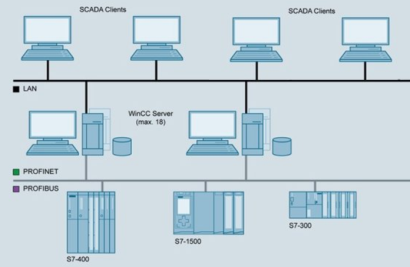 SCADA Clients
SCADA Clients
LAN
WinCC Server
(max. 18)
PROFINET
PROFIBUS
S7-400
S7-1500
S7-300